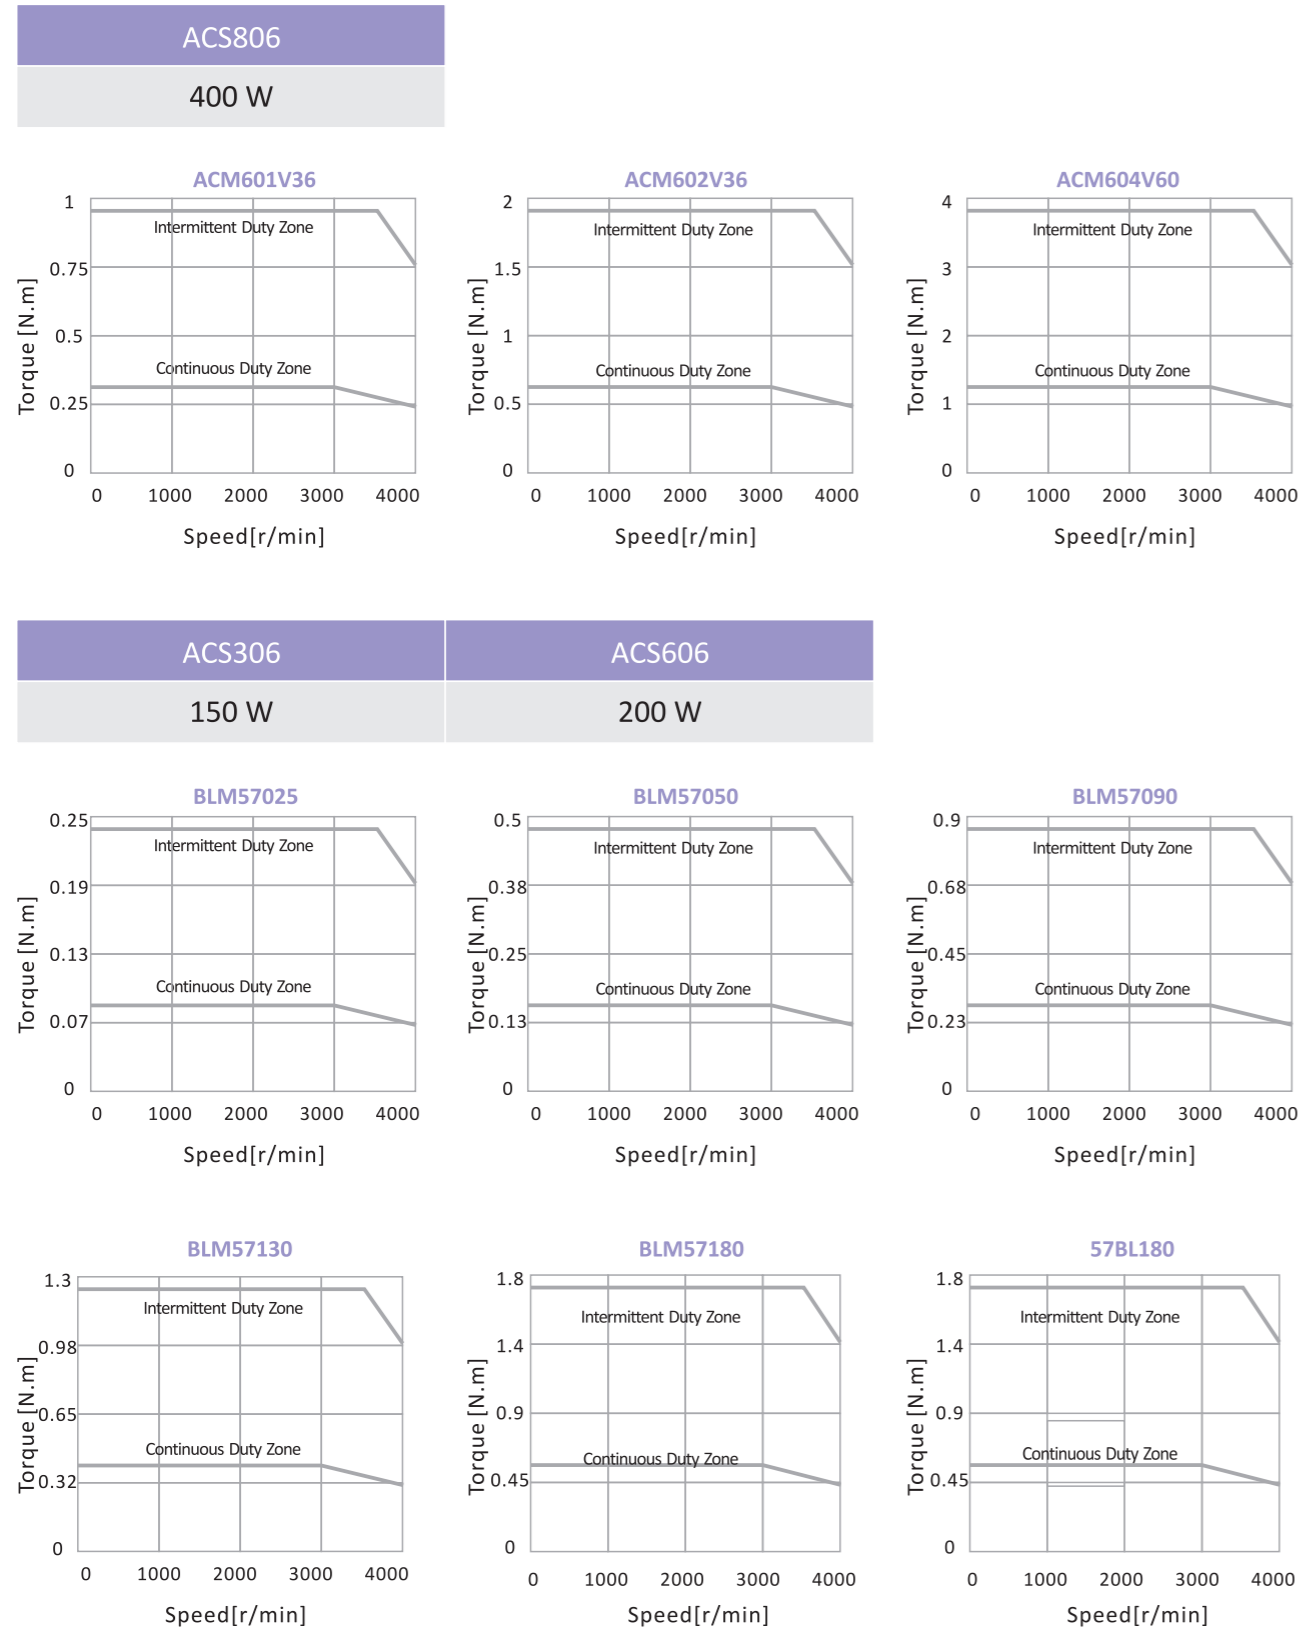 ACS806
400 W
ACM601V36
1
0.75
0.5
0.25
0
Torque [N.m]
Intermittent Duty Zone
Continuous Duty Zone
0 1000 2000 3000 4000
Speed[r/min]
ACM602V36
2
1.5
1
0.5
0
Torque [N.m]
Intermittent Duty Zone
Continuous Duty Zone
0 1000 2000 3000 4000
Speed[r/min]
ACM604V60
4
3
2
1
0
Torque [N.m]
Intermittent Duty Zone
Continuous Duty Zone
0 1000 2000 3000 4000
Speed[r/min]
ACS306 ACS606
150 W 200 W
BLM57025
0.25
0.19
0.13
0.07
0
Torque [N.m]
Intermittent Duty Zone
Continuous Duty Zone
0 1000 2000 3000 4000
Speed[r/min]
BLM57050
0.5
0.38
0.25
0.13
0
Torque [N.m]
Intermittent Duty Zone
Continuous Duty Zone
0 1000 2000 3000 4000
Speed[r/min]
BLM57090
0.9
0.68
0.45
0.23
0
Torque [N.m]
Intermittent Duty Zone
Continuous Duty Zone
0 1000 2000 3000 4000
Speed[r/min]
BLM57130
1.3
0.98
0.65
0.32
0
Torque [N.m]
Intermittent Duty Zone
Continuous Duty Zone
0 1000 2000 3000 4000
Speed[r/min]
BLM57180
1.8
1.4
0.9
0.45
0
Torque [N.m]
Intermittent Duty Zone
Continuous Duty Zone
0 1000 2000 3000 4000
Speed[r/min]
57BL180
1.8
1.4
0.9
0.45
0
Torque [N.m]
Intermittent Duty Zone
Continuous Duty Zone
0 1000 2000 3000 4000
Speed[r/min]